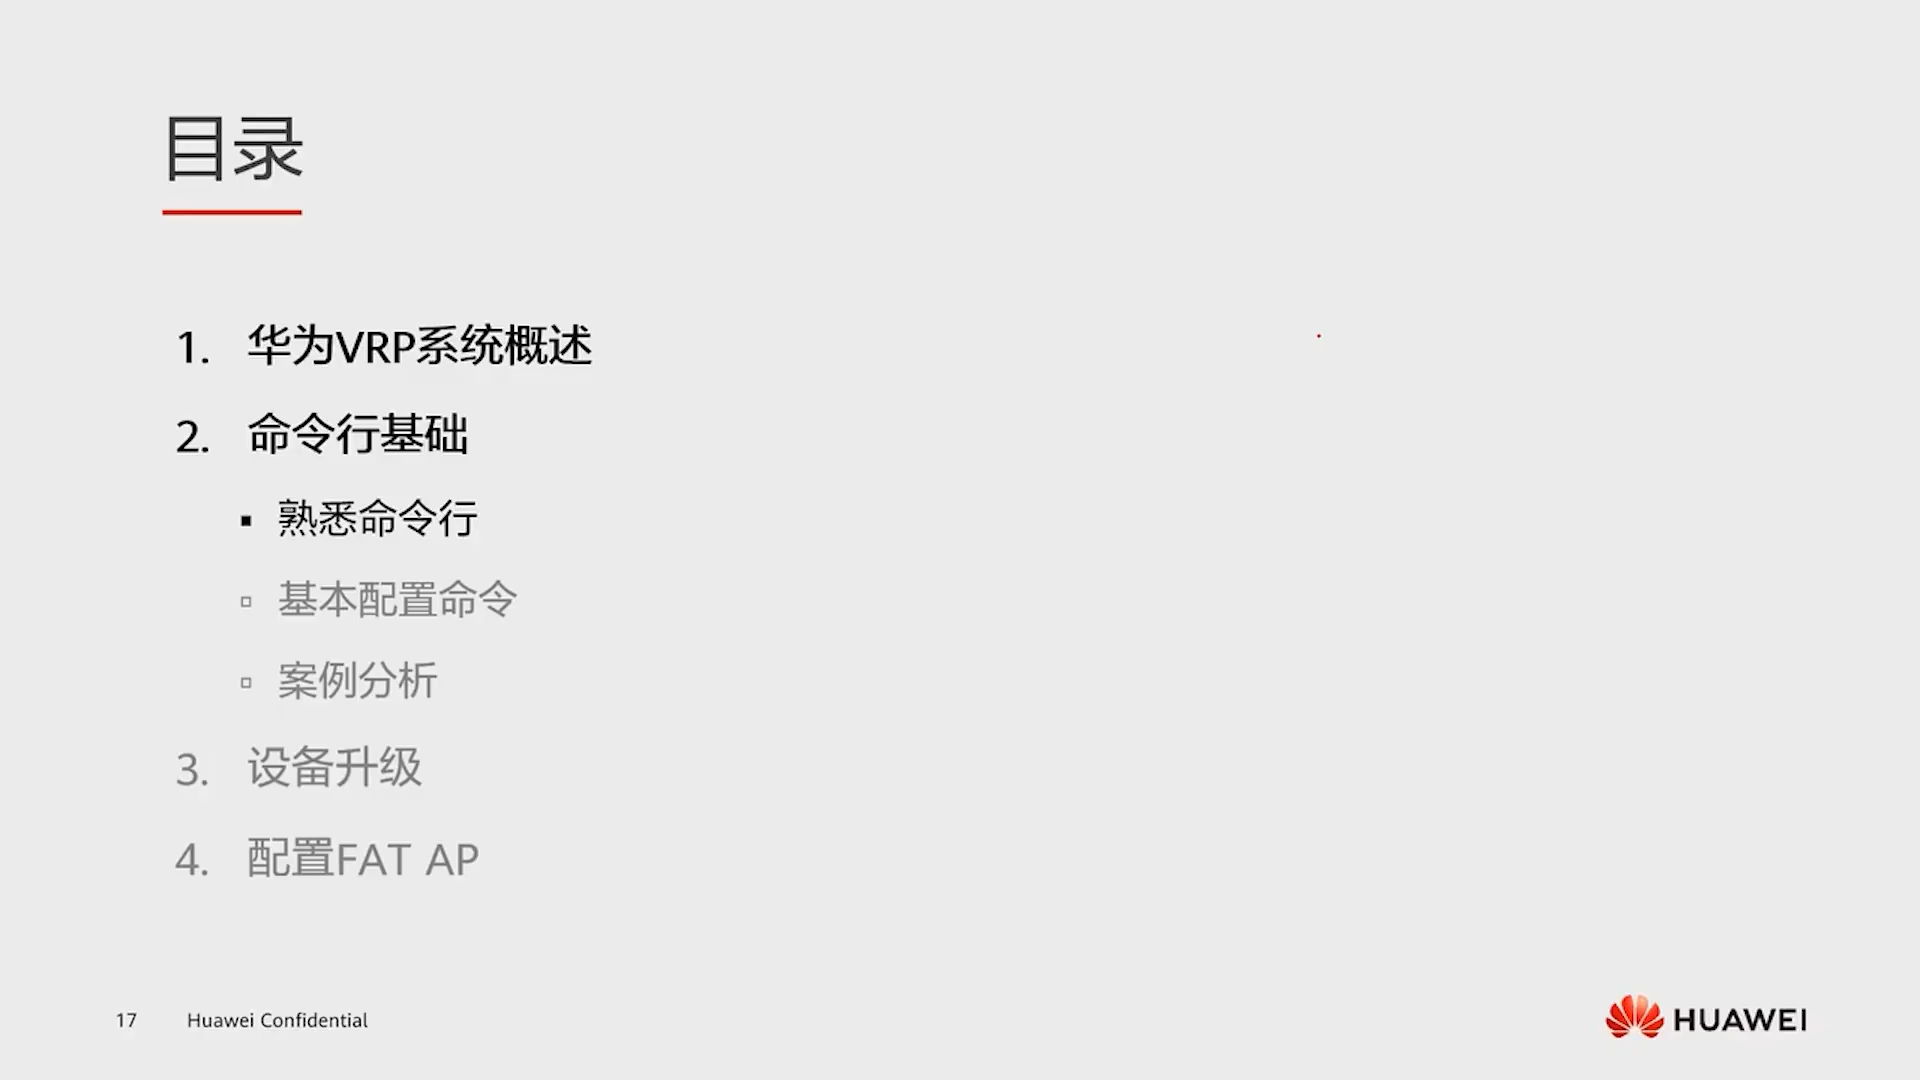 目录
1. 华为VRP系统概述
2. 命令行基础
▪ 熟悉命令行
▫ 基本配置命令
▫ 案例分析
3. 设备升级
4. 配置FAT AP
17 Huawei Confidential
HUAWEI